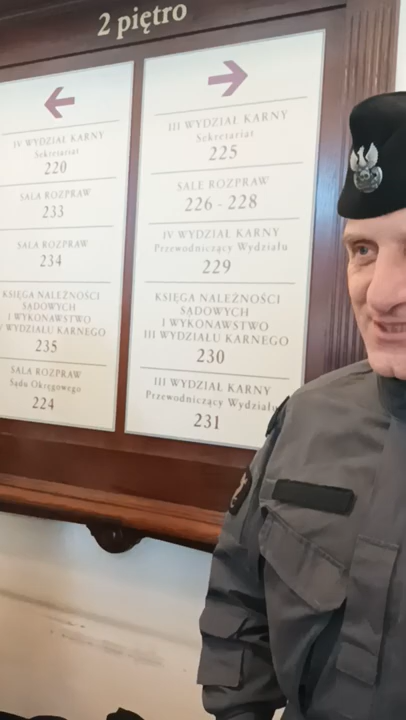 2 piętro
IV WYDZIAŁ KARNY
Sekretariat
220
SALA ROZPRAW
233
SALA ROZPRAW
234
KSIĘGA NALEŻNOŚCI
SĄDOWYCH
I WYKONAWSTWO
IV WYDZIAŁU KARNEGO
235
SALA ROZPRAW
Sądu Okręgowego
224
III WYDZIAŁ KARNY
Sekretariat
225
SALE ROZPRAW
226 - 228
IV WYDZIAŁ KARNY
Przewodniczący Wydziału
229
KSIĘGA NALEŻNOŚCI
SĄDOWYCH
I WYKONAWSTWO
III WYDZIAŁU KARNEGO
230
III WYDZIAŁ KARNY
Przewodniczący Wydziału
231